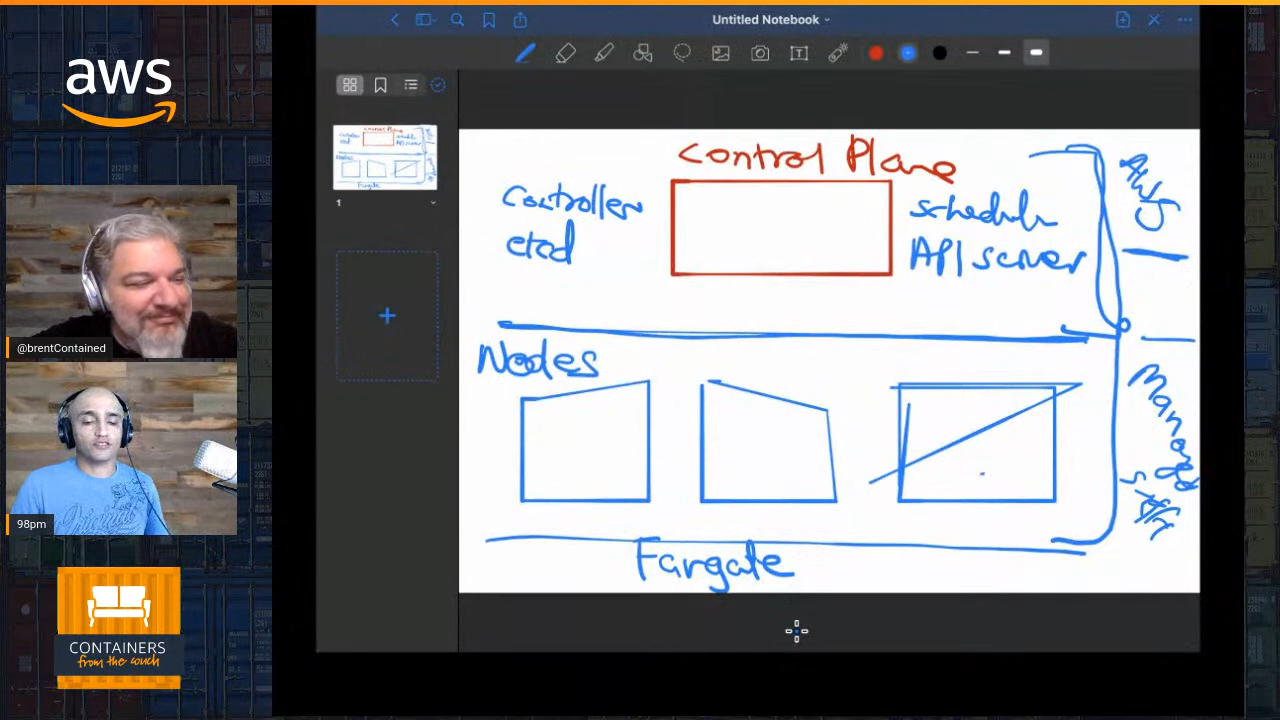 Untitled Notebook
aws
1
Control Plane
Controller
etcd
API server
AWS
Nodes
Managed
Fargate
@brentContained
98pm
CONTAINERS
from the couch